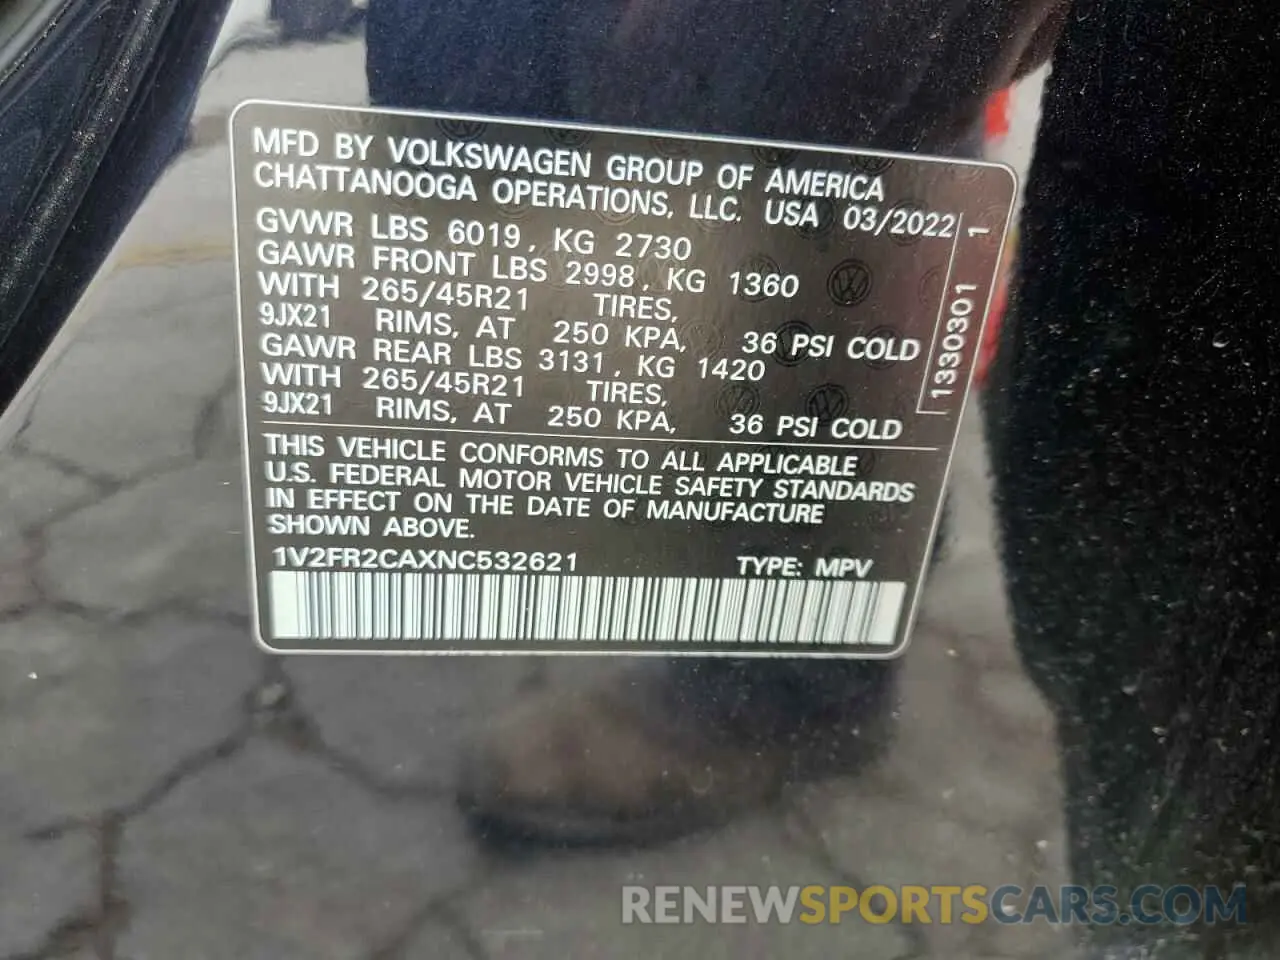 MFD BY VOLKSWAGEN GROUP OF AMERICA
CHATTANOOGA OPERATIONS, LLC. USA 03/2022
GVWR LBS 6019, KG 2730
GAWR FRONT LBS 2998, KG 1360
WITH 265/45R21 TIRES,
9JX21 RIMS, AT 250 KPA, 36 PSI COLD
GAWR REAR LBS 3131, KG 1420
WITH 265/45R21 TIRES,
9JX21 RIMS, AT 250 KPA, 36 PSI COLD
1330301 1
THIS VEHICLE CONFORMS TO ALL APPLICABLE
U.S. FEDERAL MOTOR VEHICLE SAFETY STANDARDS
IN EFFECT ON THE DATE OF MANUFACTURE
SHOWN ABOVE.
1V2FR2CAXNC532621 TYPE: MPV
RENEWSPORTSCARS.COM